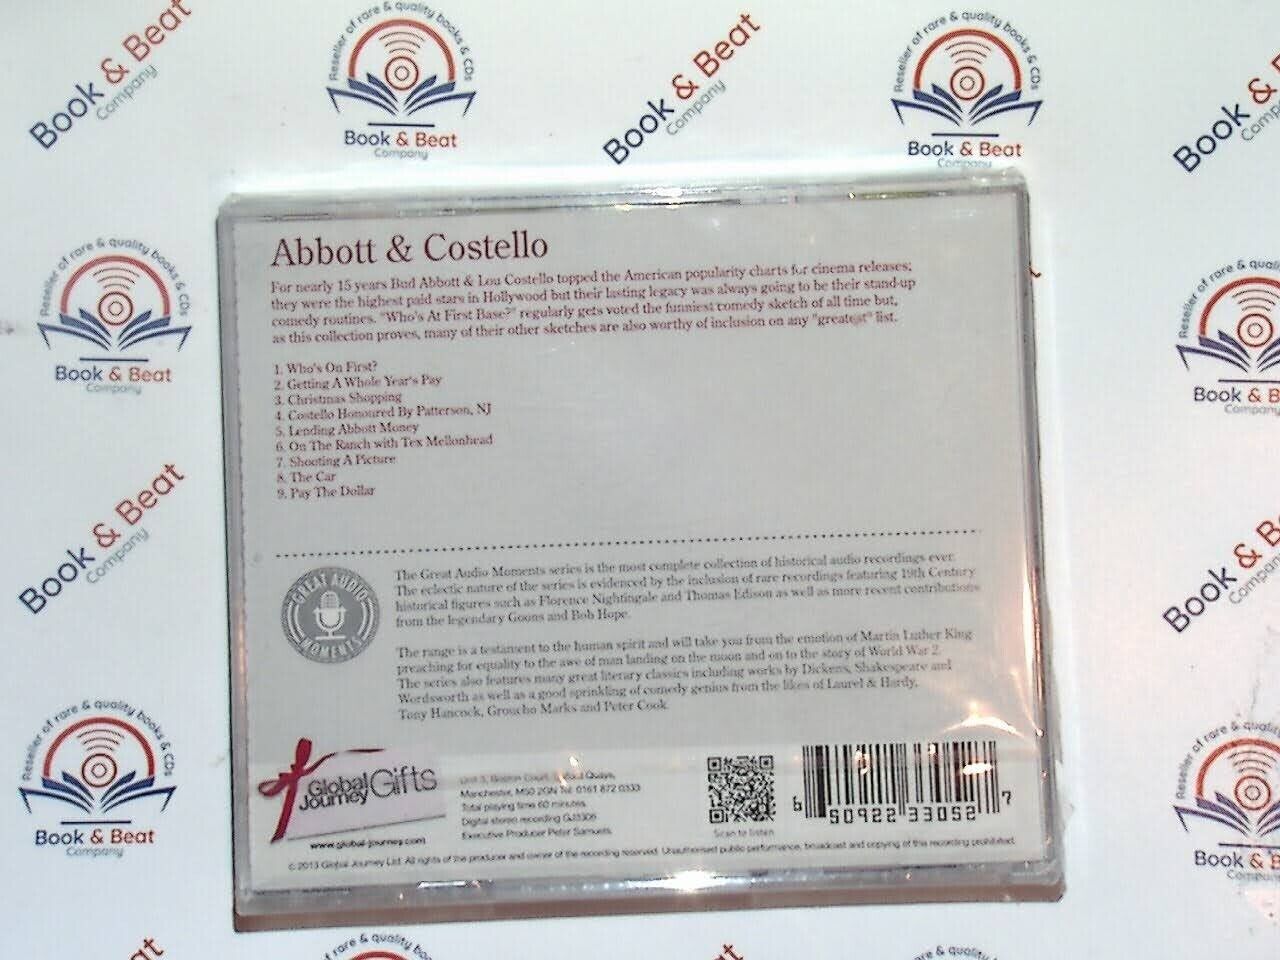 Reseller of rare & quality books & CDs
Book & Beat
Company
Abbott & Costello
For nearly 15 years Bud Abbott & Lou Costello topped the American popularity charts for cinema releases;
they were the highest paid stars in Hollywood but their lasting legacy was always going to be their stand-up
comedy routines. "Who's At First Base?" regularly gets voted the funniest comedy sketch of all time but,
as this collection proves, many of their other sketches are also worthy of inclusion on any "greatest" list.
1. Who's On First?
2. Getting A Whole Year's Pay
3. Christmas Shopping
4. Costello Honoured By Patterson, NJ
5. Lending Abbott Money
6. On The Ranch with Tex Mellonhead
7. Shooting A Picture
8. The Car
9. Pay The Dollar
GREAT AUDIO
MOMENTS
The Great Audio Moments series is the most complete collection of historical audio recordings ever.
The eclectic nature of the series is evidenced by the inclusion of rare recordings featuring 19th Century
historical figures such as Florence Nightingale and Thomas Edison as well as more recent contributions
from the legendary Goons and Bob Hope.
The range is a testament to the human spirit and will take you from the emotion of Martin Luther King
preaching for equality to the awe of man landing on the moon and on to the story of World War 2.
The series also features many great literary classics including works by Dickens, Shakespeare and
Wordsworth as well as a good sprinkling of comedy genius from the likes of Laurel & Hardy,
Tony Hancock, Groucho Marks and Peter Cook.
Global
Journey Gifts
www.global-journey.com
Unit 3, Boston Court, Quays,
Manchester, M50 2GN Tel 0161 872 0333
Total playing time 60 minutes.
Digital stereo recording GJ3305
Executive Producer Peter Samuels.
Scan to listen
6 50922 33052 7
© 2013 Global Journey Ltd. All rights of the producer and owner of the recording reserved. Unauthorised public performance, broadcast and copying of this recording prohibited.